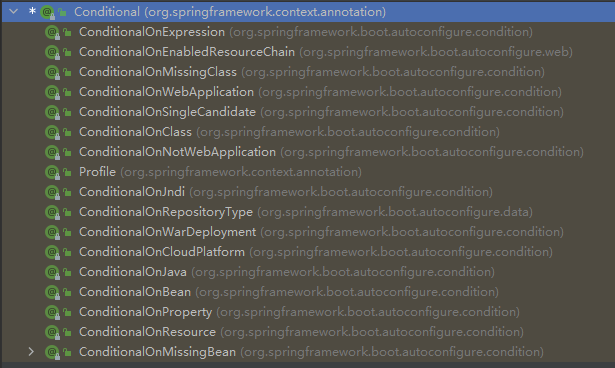 * Conditional (org.springframework.context.annotation)
ConditionalOnExpression (org.springframework.boot.autoconfigure.condition)
ConditionalOnEnabledResourceChain (org.springframework.boot.autoconfigure.web)
ConditionalOnMissingClass (org.springframework.boot.autoconfigure.condition)
ConditionalOnWebApplication (org.springframework.boot.autoconfigure.condition)
ConditionalOnSingleCandidate (org.springframework.boot.autoconfigure.condition)
ConditionalOnClass (org.springframework.boot.autoconfigure.condition)
ConditionalOnNotWebApplication (org.springframework.boot.autoconfigure.condition)
Profile (org.springframework.context.annotation)
ConditionalOnJndi (org.springframework.boot.autoconfigure.condition)
ConditionalOnRepositoryType (org.springframework.boot.autoconfigure.data)
ConditionalOnWarDeployment (org.springframework.boot.autoconfigure.condition)
ConditionalOnCloudPlatform (org.springframework.boot.autoconfigure.condition)
ConditionalOnJava (org.springframework.boot.autoconfigure.condition)
ConditionalOnBean (org.springframework.boot.autoconfigure.condition)
ConditionalOnProperty (org.springframework.boot.autoconfigure.condition)
ConditionalOnResource (org.springframework.boot.autoconfigure.condition)
ConditionalOnMissingBean (org.springframework.boot.autoconfigure.condition)